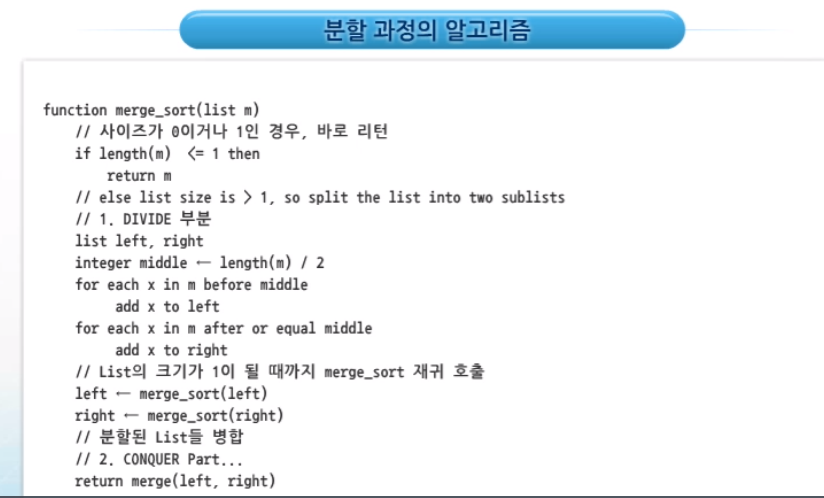 분할 과정의 알고리즘
function merge_sort(list m)
// 사이즈가 0이거나 1인 경우, 바로 리턴
if length(m) <= 1 then
return m
// else list size is > 1, so split the list into two sublists
// 1. DIVIDE 부분
list left, right
integer middle ← length(m) / 2
for each x in m before middle
add x to left
for each x in m after or equal middle
add x to right
// List의 크기가 1이 될 때까지 merge_sort 재귀 호출
left ← merge_sort(left)
right ← merge_sort(right)
// 분할된 List들 병합
// 2. CONQUER Part...
return merge(left, right)